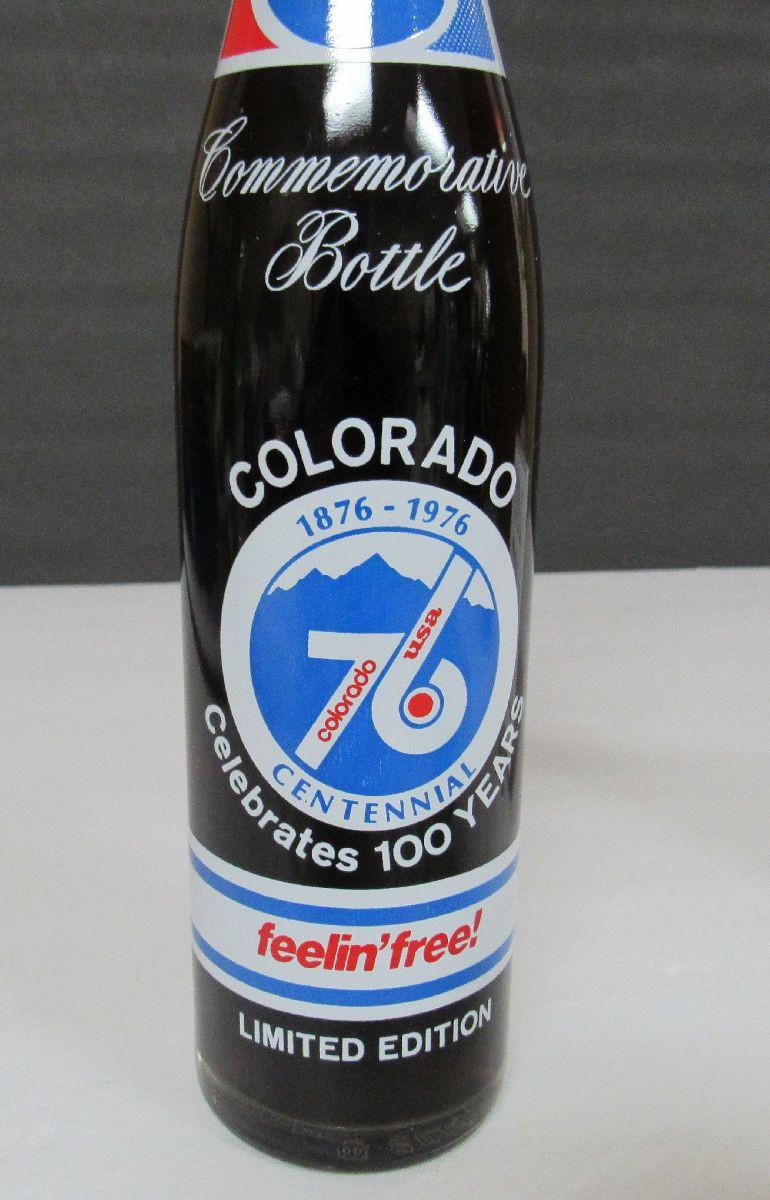 Commemorative
Bottle
COLORADO
1876 - 1976
76
colorado usa
CENTENNIAL
Celebrates 100 YEARS
feelin' free!
LIMITED EDITION